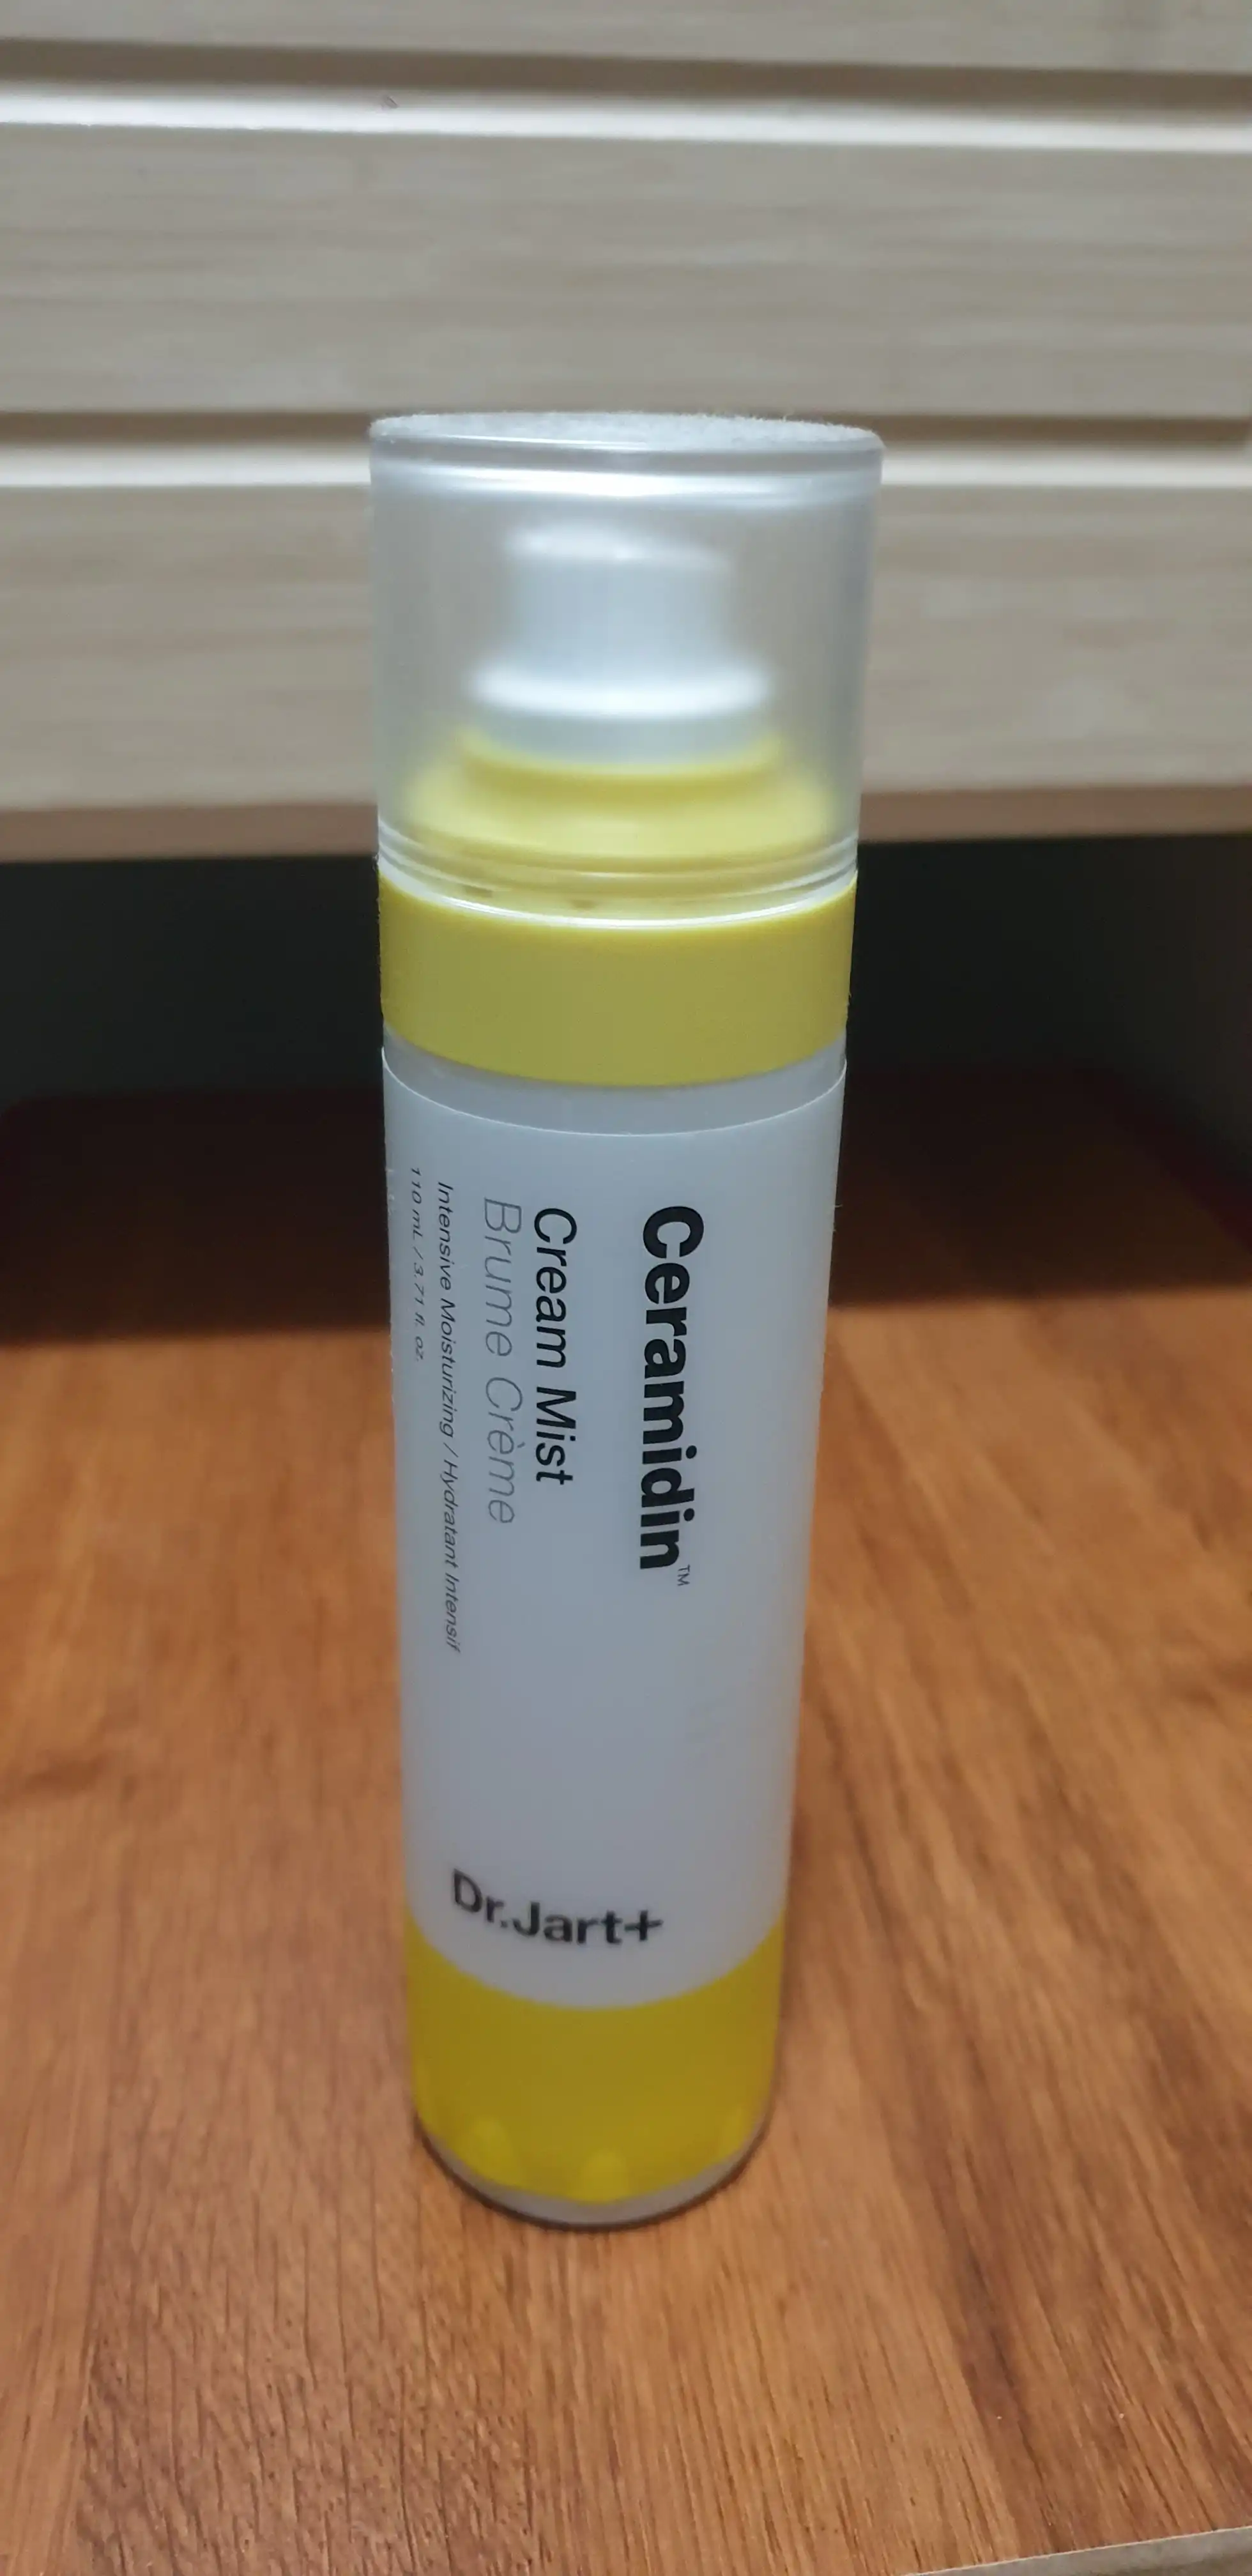 Ceramidin™
Cream Mist
Brume Crème
Intensive Moisturizing / Hydratant Intensif
110 mL / 3.71 fl. oz.
Dr.Jart+